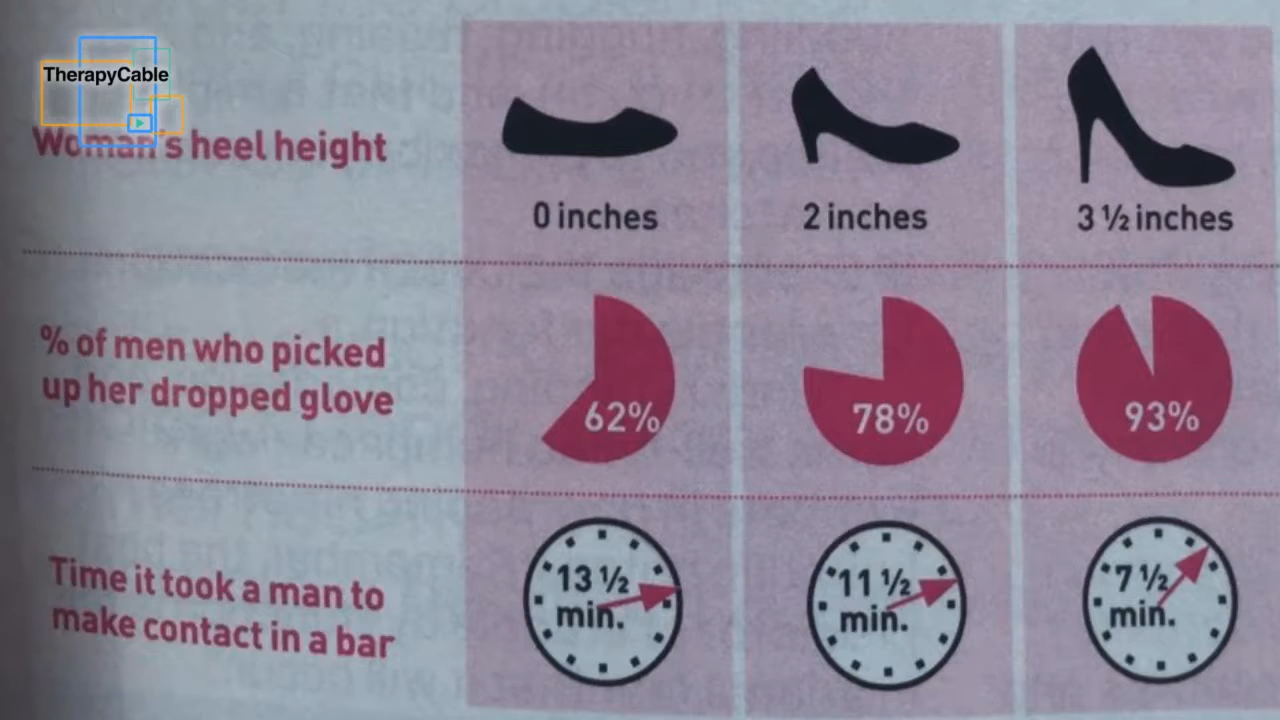 TherapyCable
Woman's heel height
0 inches
2 inches
3 ½ inches
% of men who picked
up her dropped glove
62%
78%
93%
Time it took a man to
make contact in a bar
13 ½
min.
11 ½
min.
7 ½
min.